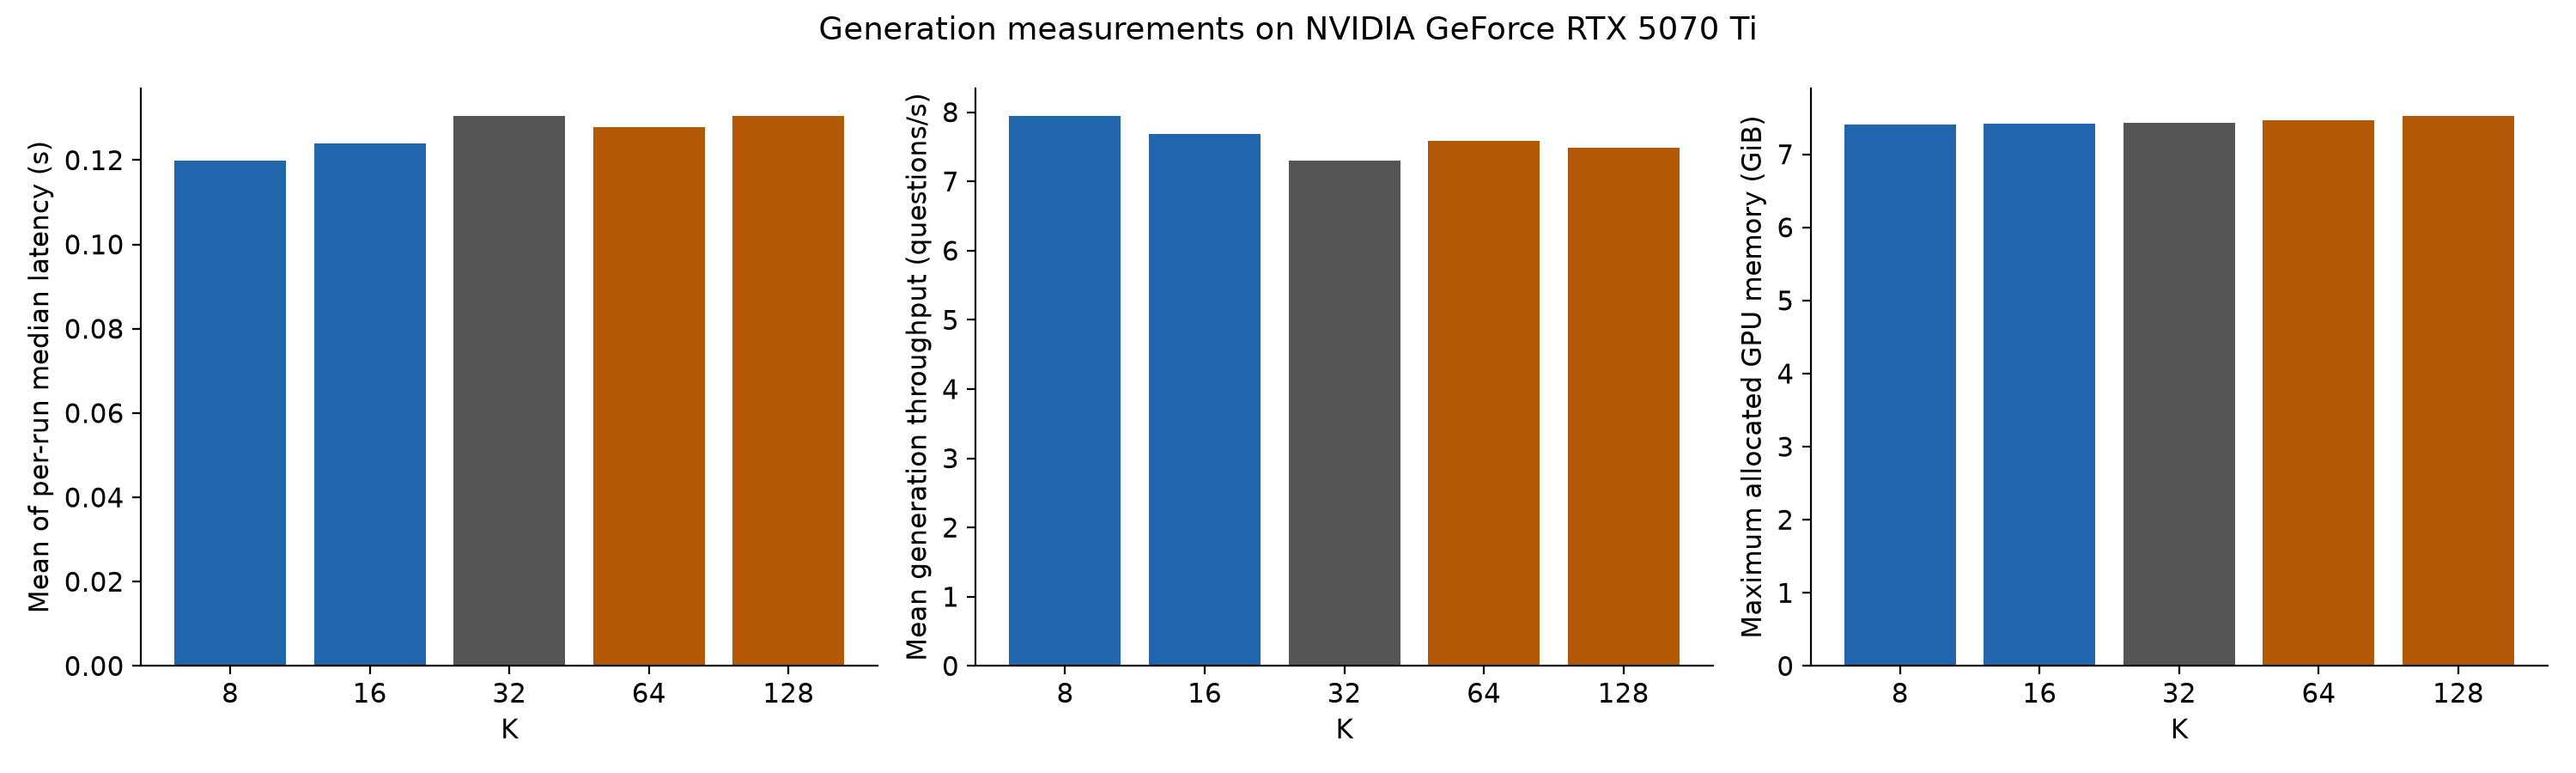 Generation measurements on NVIDIA GeForce RTX 5070 Ti
Mean of per-run median latency (s)
0.12
0.10
0.08
0.06
0.04
0.02
0.00
8 16 32 64 128
K
Mean generation throughput (questions/s)
8
7
6
5
4
3
2
1
0
8 16 32 64 128
K
Maximum allocated GPU memory (GiB)
7
6
5
4
3
2
1
0
8 16 32 64 128
K